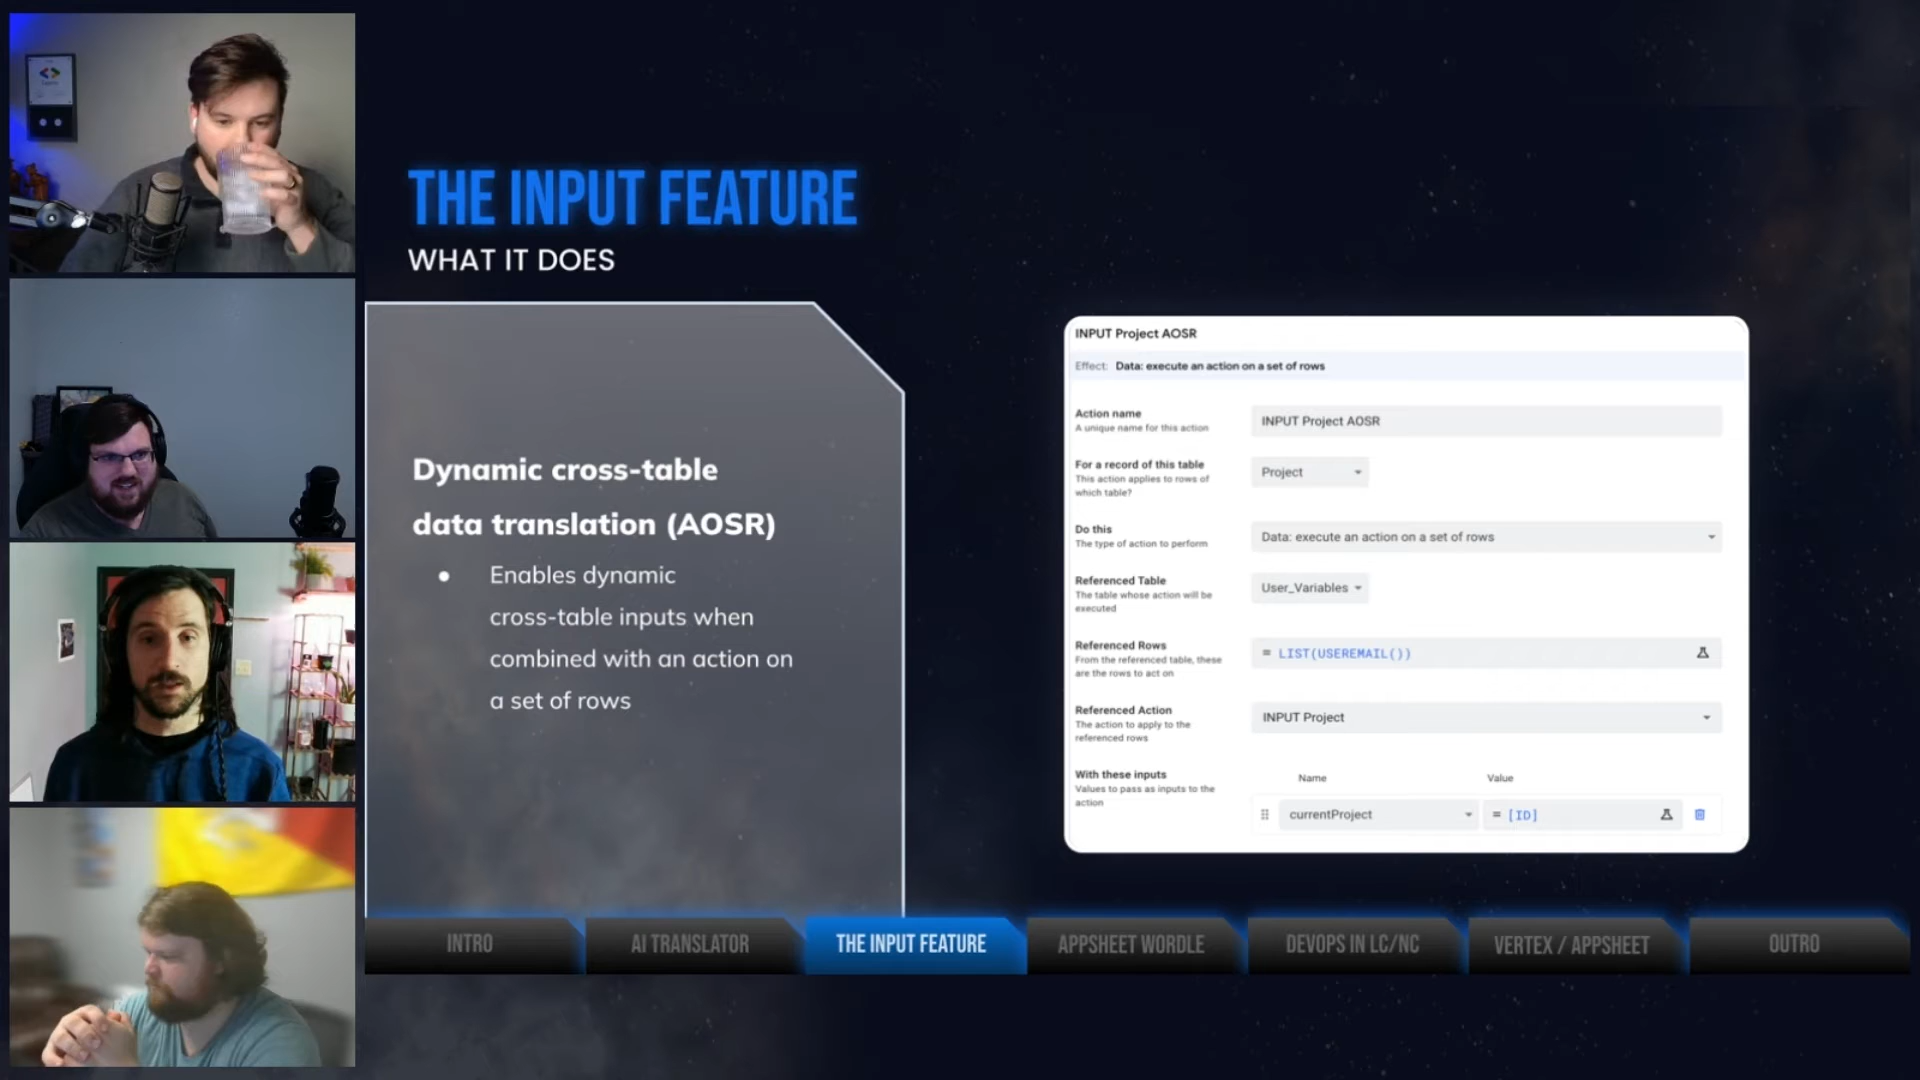 THE INPUT FEATURE
WHAT IT DOES
Dynamic cross-table
data translation (AOSR)
● Enables dynamic
cross-table inputs when
combined with an action on
a set of rows
INPUT Project AOSR
Effect: Data: execute an action on a set of rows
Action name
A unique name for this action
INPUT Project AOSR
For a record of this table
This action applies to rows of
which table?
Project
Do this
The type of action to perform
Data: execute an action on a set of rows
Referenced Table
The table whose action will be
executed
User_Variables
Referenced Rows
From the referenced table, these
are the rows to act on
= LIST(USEREMAIL())
Referenced Action
The action to apply to the
referenced rows
INPUT Project
With these inputs
Values to pass as inputs to the
action
Name Value
currentProject = [ID]
INTRO AI TRANSLATOR THE INPUT FEATURE APPSHEET WORDLE DEVOPS IN LC/NC VERTEX / APPSHEET OUTRO